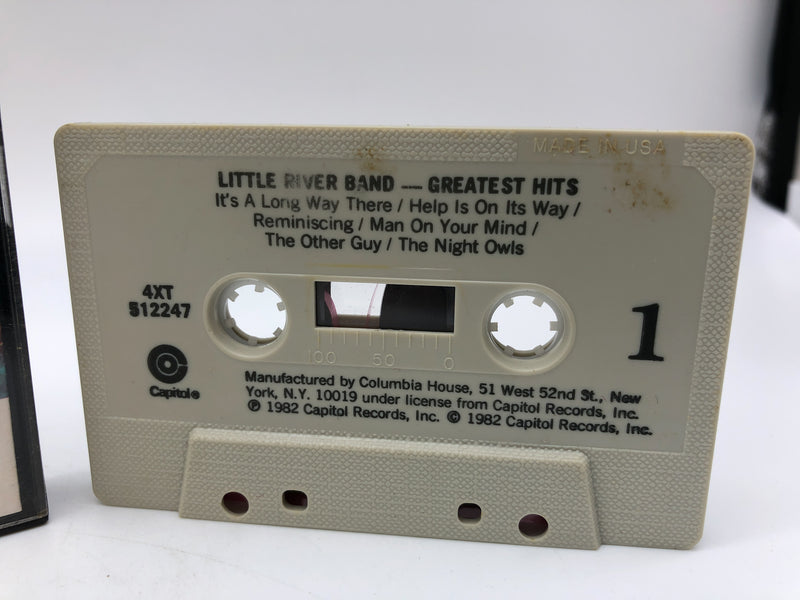 MADE IN USA
LITTLE RIVER BAND — GREATEST HITS
It's A Long Way There / Help Is On Its Way /
Reminiscing / Man On Your Mind /
The Other Guy / The Night Owls
4XT
512247
1
100 50 0
Capitol®
Manufactured by Columbia House, 51 West 52nd St., New
York, N.Y. 10019 under license from Capitol Records, Inc.
℗ 1982 Capitol Records, Inc. © 1982 Capitol Records, Inc.